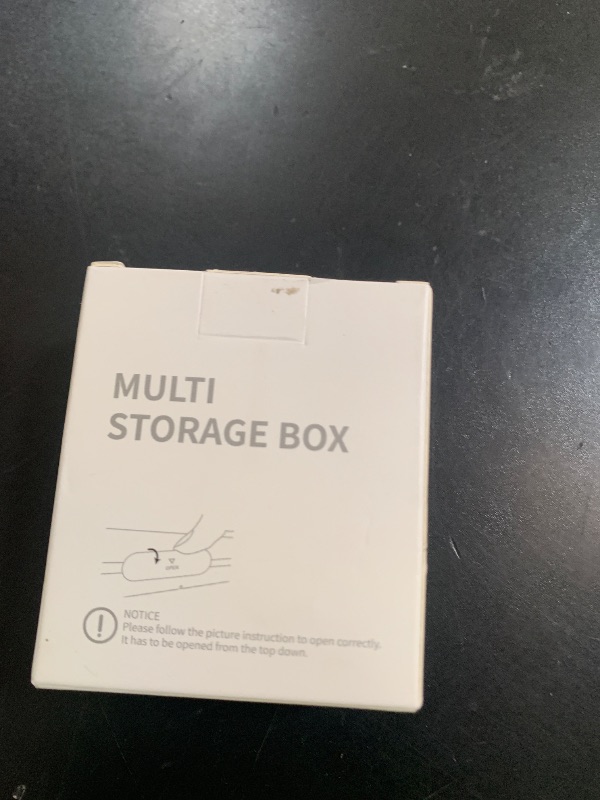 MULTI
STORAGE BOX
OPEN
NOTICE
Please follow the picture instruction to open correctly.
It has to be opened from the top down.